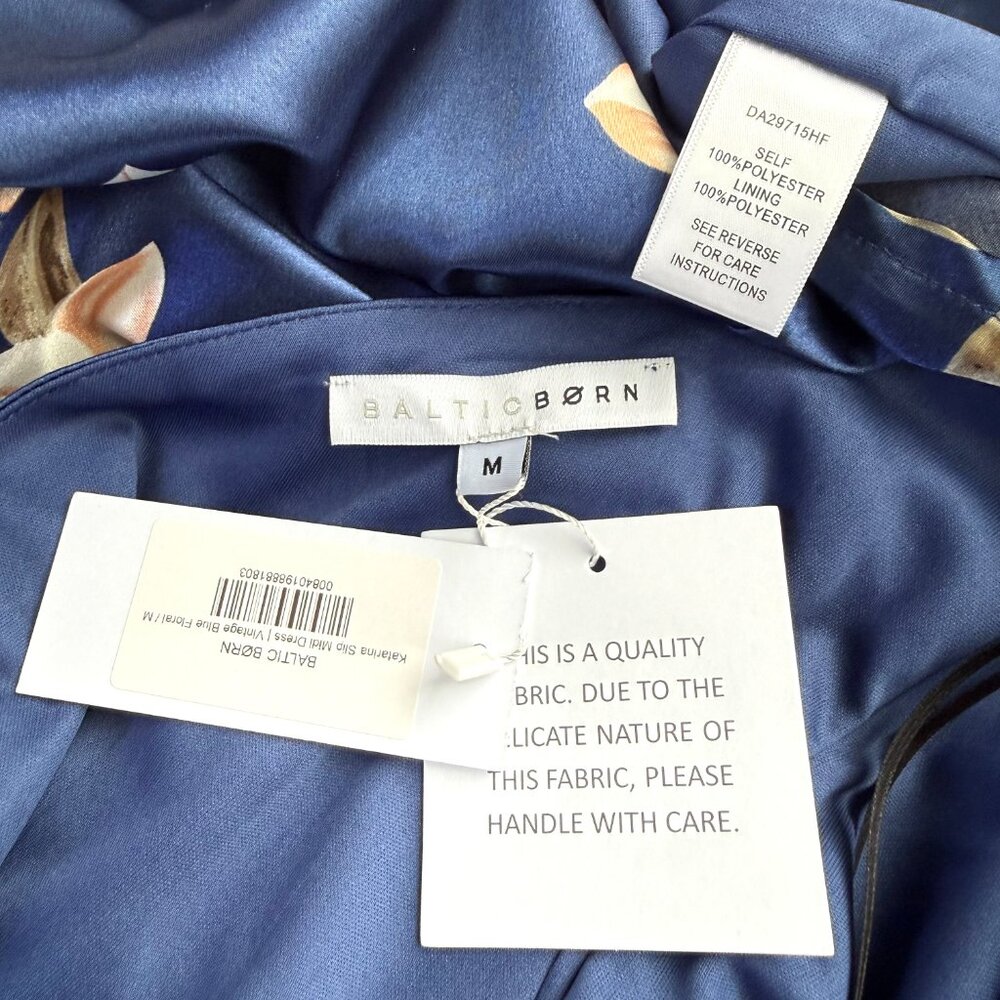 DA29715HF
SELF
100%POLYESTER
LINING
100%POLYESTER
SEE REVERSE
FOR CARE
INSTRUCTIONS
BALTIC BØRN
M
BALTIC BØRN
Katarina Slip Midi Dress | Vintage Blue Floral / M
00840198881803
IS IS A QUALITY
BRIC. DUE TO THE
LICATE NATURE OF
THIS FABRIC, PLEASE
HANDLE WITH CARE.